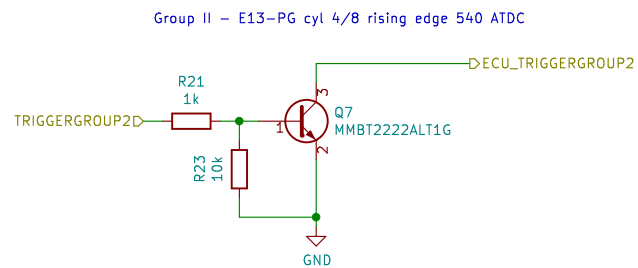 Group II - E13-PG cyl 4/8 rising edge 540 ATDC
ECU_TRIGGERGROUP2
R21
1k
3
TRIGGERGROUP2
1
Q7
MMBT2222ALT1G
2
R23
10k
GND